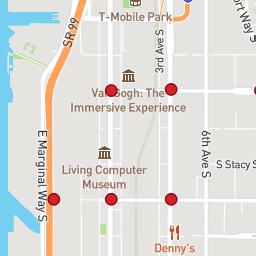 T-Mobile Park
SR 99
3rd Ave S
Van Gogh: The
Immersive Experience
E Marginal Way S
Living Computer
Museum
6th Ave S
S Stacy S
Denny's